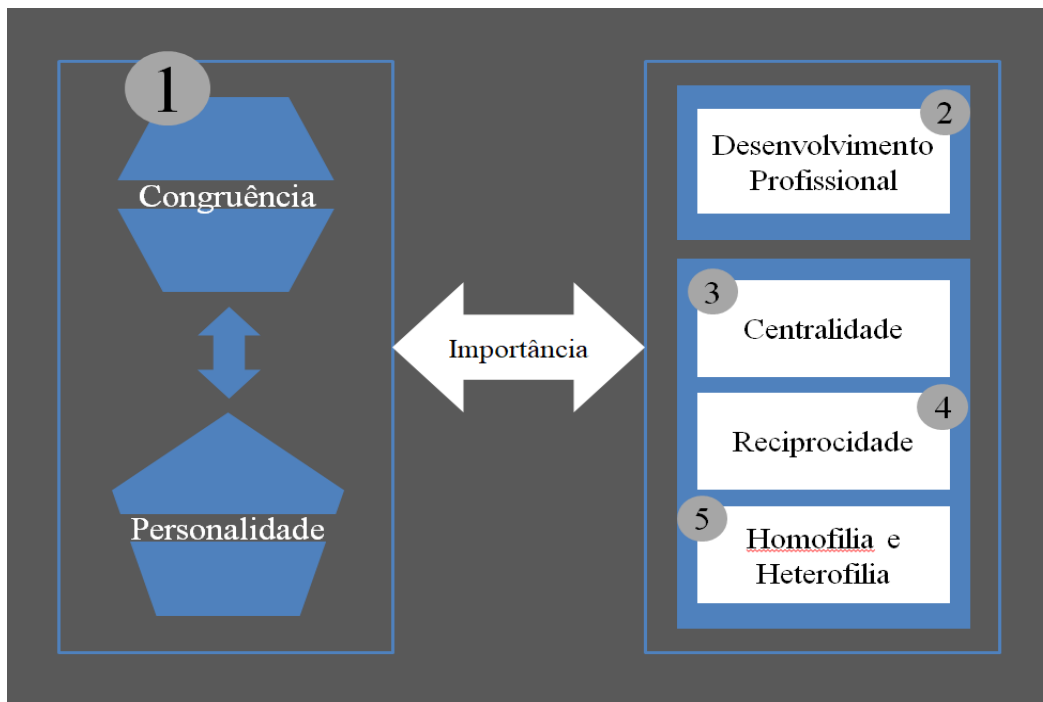 1
Congruência
Personalidade
Importância
2
Desenvolvimento
Profissional
3
Centralidade
4
Reciprocidade
5
Homofilia e
Heterofilia